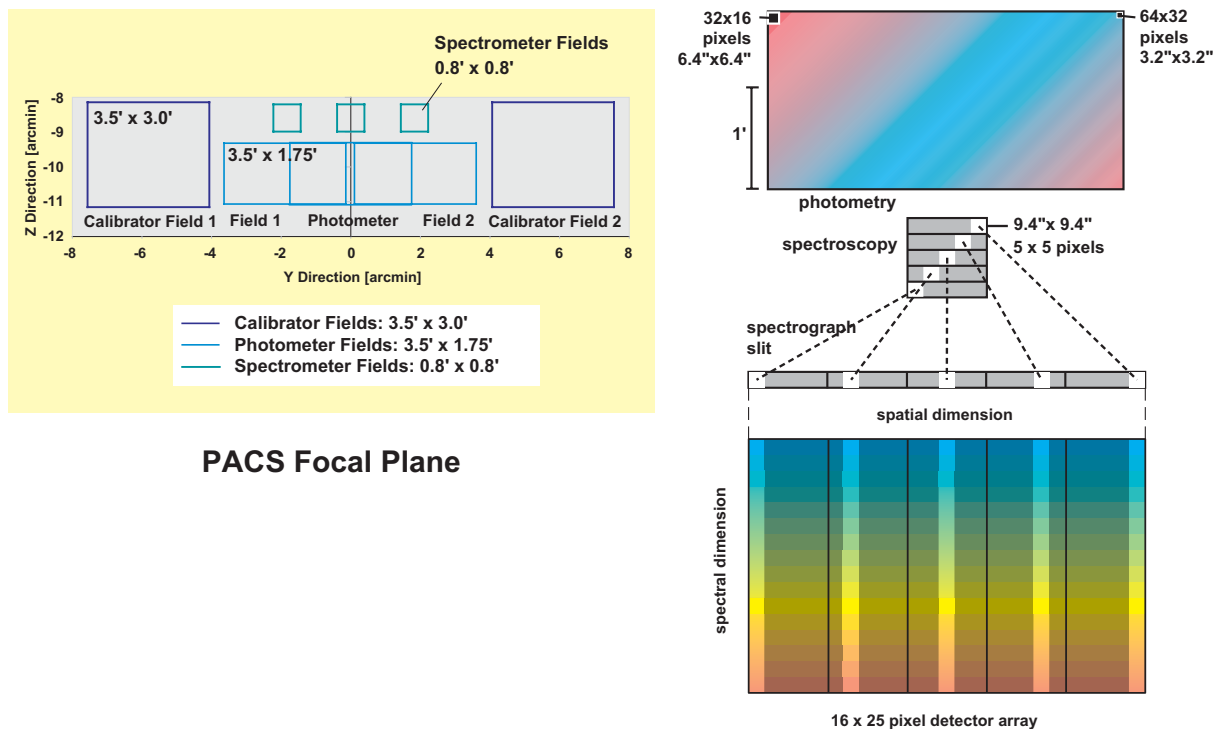 Spectrometer Fields
0.8' x 0.8'
-8
-9
-10
-11
-12
Z Direction [arcmin]
3.5' x 3.0'
3.5' x 1.75'
Calibrator Field 1
Field 1
Photometer
Field 2
Calibrator Field 2
-8
-6
-4
-2
0
2
4
6
8
Y Direction [arcmin]
Calibrator Fields: 3.5' x 3.0'
Photometer Fields: 3.5' x 1.75'
Spectrometer Fields: 0.8' x 0.8'
PACS Focal Plane
32x16
pixels
6.4"x6.4"
64x32
pixels
3.2"x3.2"
1'
photometry
spectroscopy
9.4"x 9.4"
5 x 5 pixels
spectrograph
slit
spatial dimension
spectral dimension
16 x 25 pixel detector array